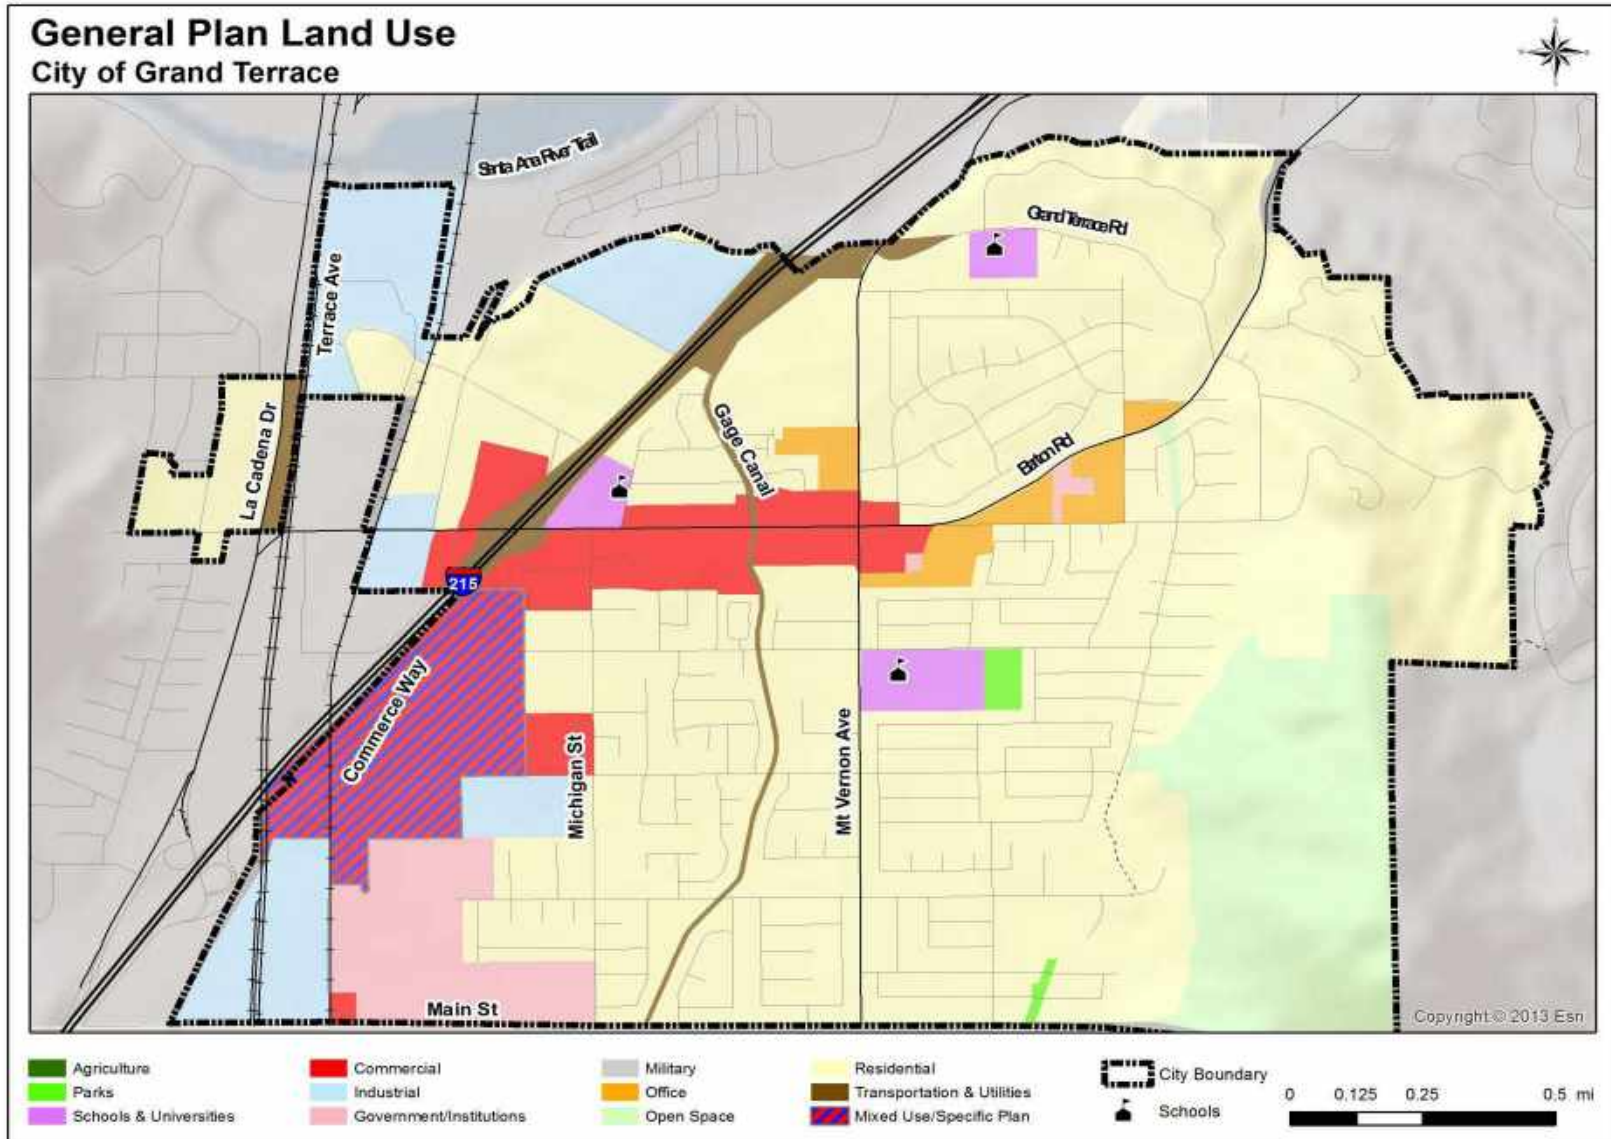 General Plan Land Use
City of Grand Terrace
Santa Ana River Trail
Grand Terrace Rd
Terrace Ave
La Cadena Dr
Gage Canal
Barton Rd
215
Commerce Way
Michigan St
Mt Vernon Ave
Main St
Copyright:© 2013 Esri
Agriculture
Parks
Schools & Universities
Commercial
Industrial
Government/Institutions
Military
Office
Open Space
Residential
Transportation & Utilities
Mixed Use/Specific Plan
City Boundary
Schools
0 0.125 0.25 0.5 mi